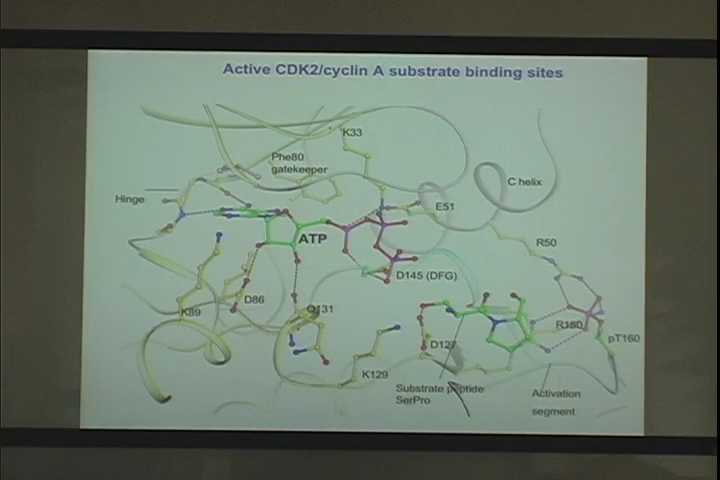 Active CDK2/cyclin A substrate binding sites
K33
Phe80
gatekeeper
C helix
Hinge
E51
R50
ATP
D145 (DFG)
D86
K89
Q131
R150
D127
pT160
K129
Substrate peptide
SerPro
Activation
segment